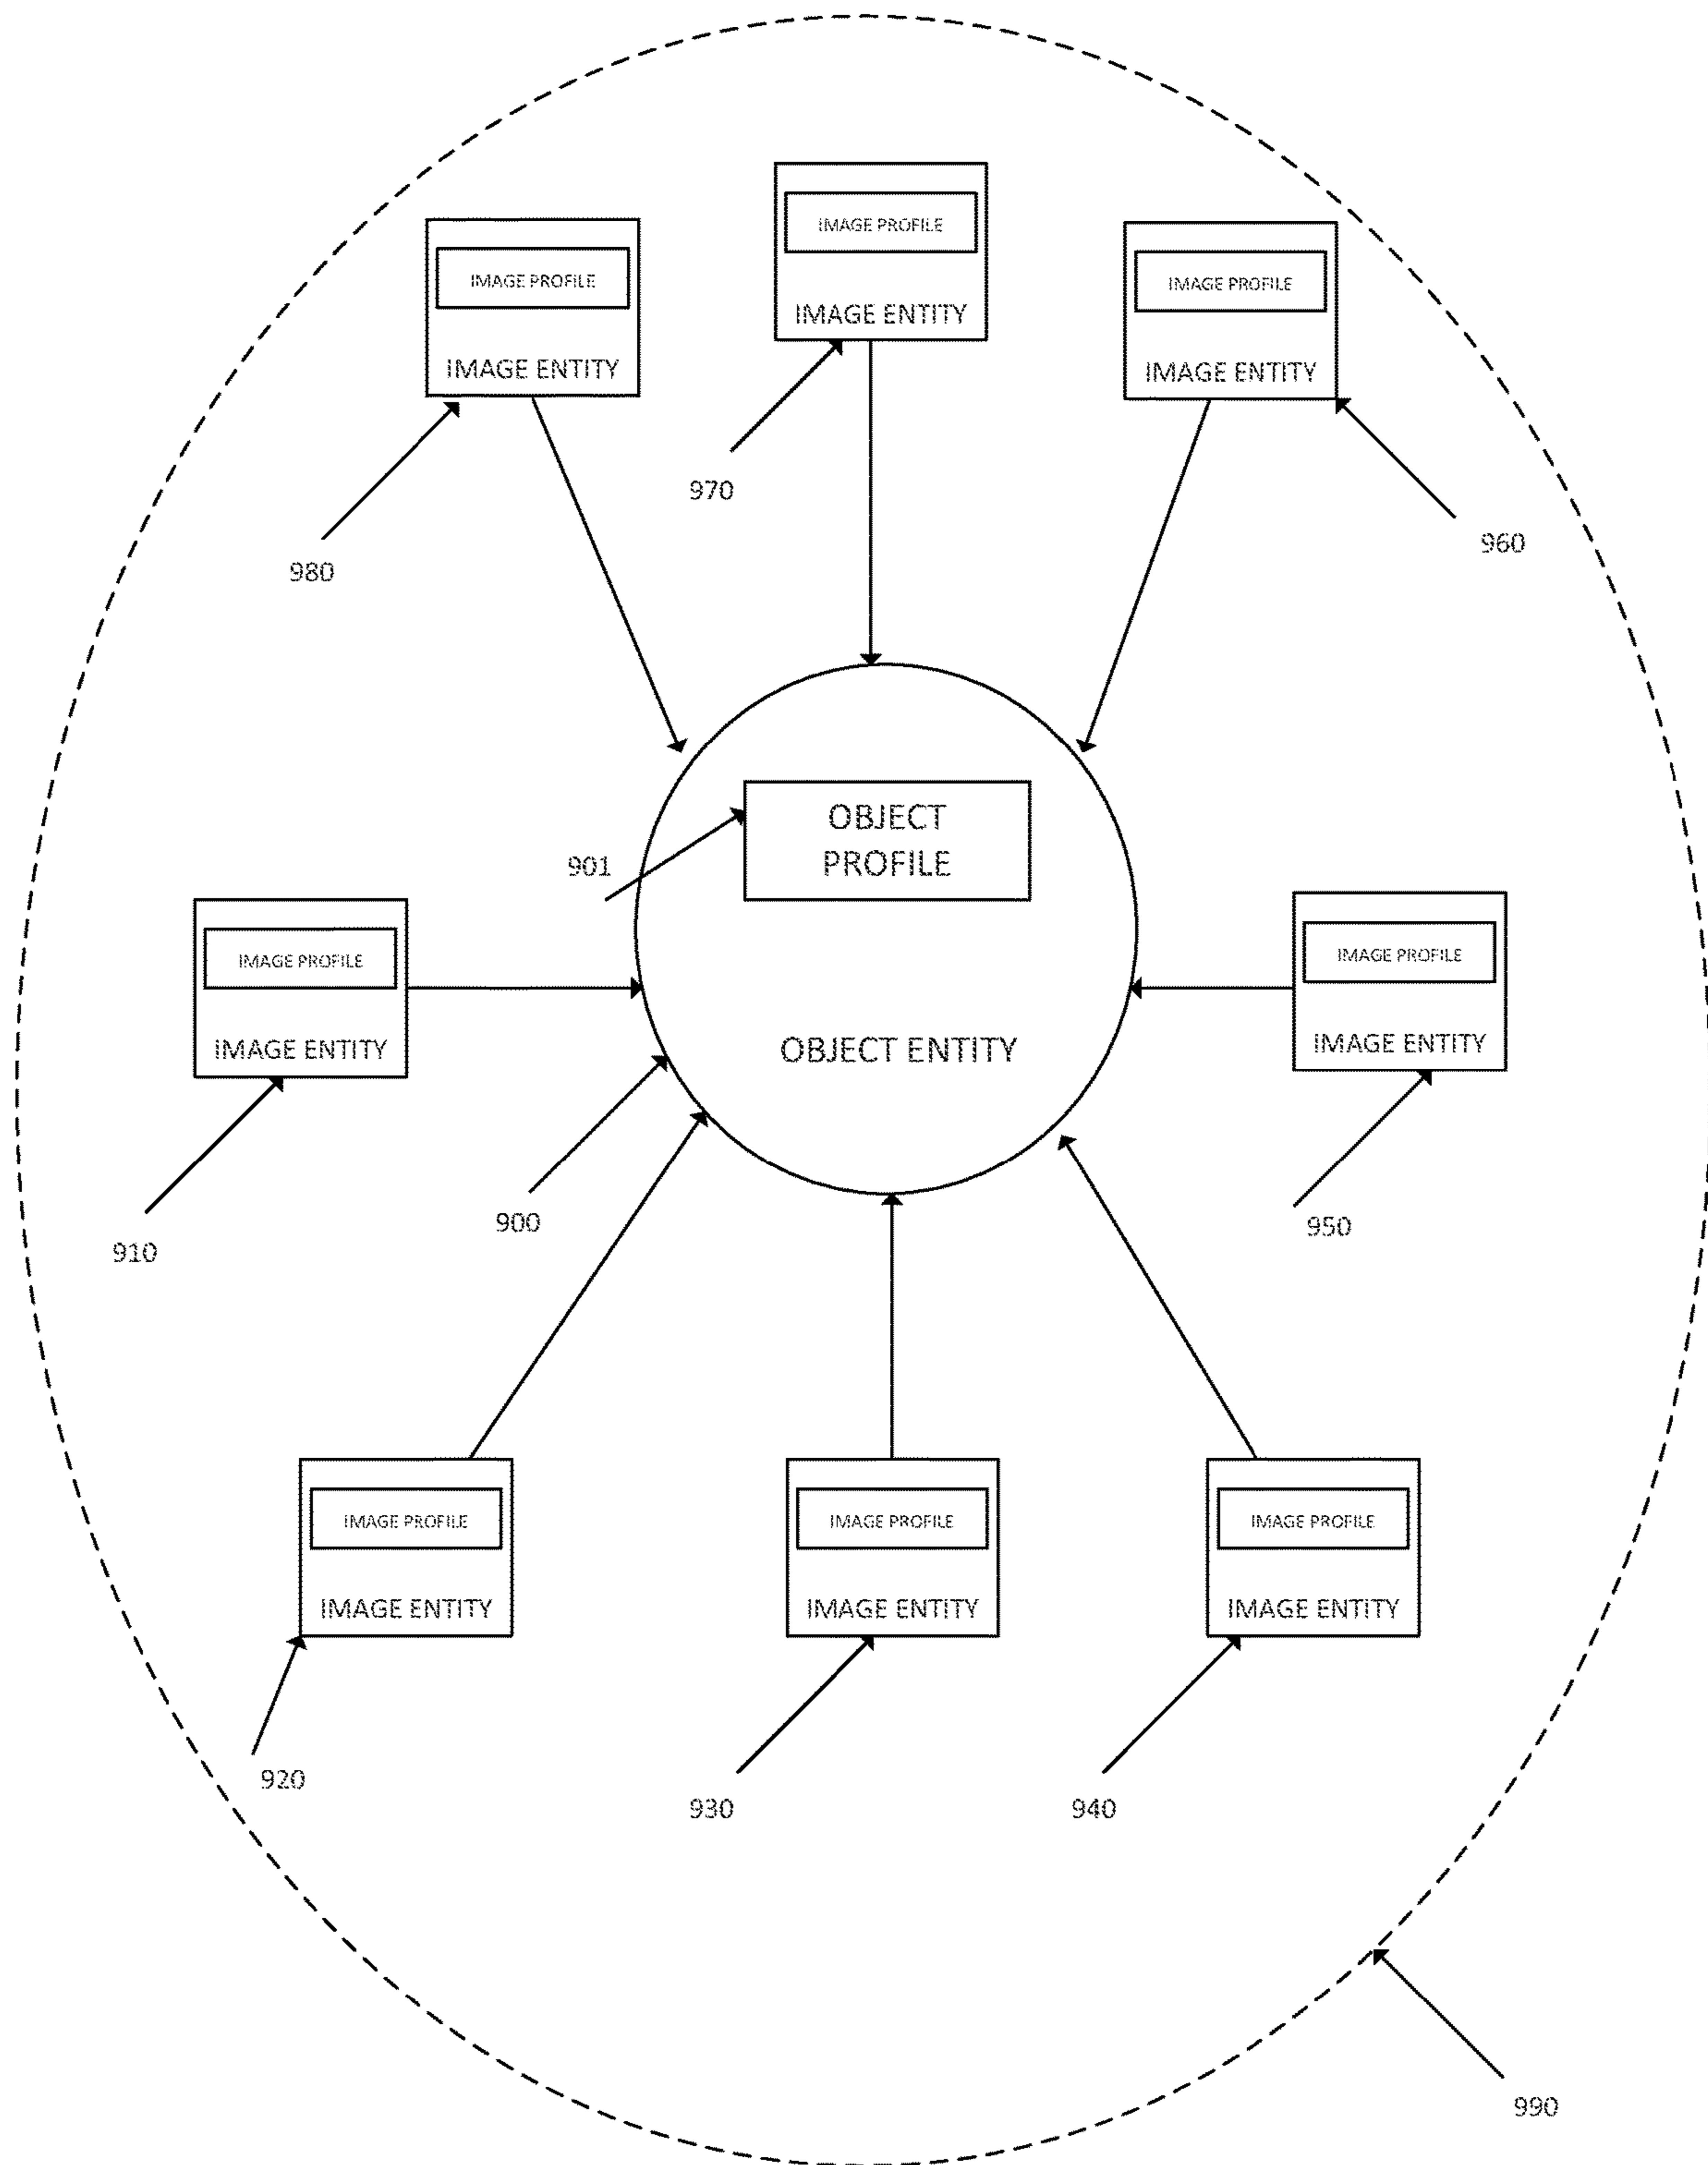 IMAGE PROFILE
IMAGE ENTITY
970
IMAGE PROFILE
IMAGE ENTITY
980
IMAGE PROFILE
IMAGE ENTITY
960
OBJECT
PROFILE
901
OBJECT ENTITY
900
IMAGE PROFILE
IMAGE ENTITY
910
IMAGE PROFILE
IMAGE ENTITY
950
IMAGE PROFILE
IMAGE ENTITY
920
IMAGE PROFILE
IMAGE ENTITY
930
IMAGE PROFILE
IMAGE ENTITY
940
990